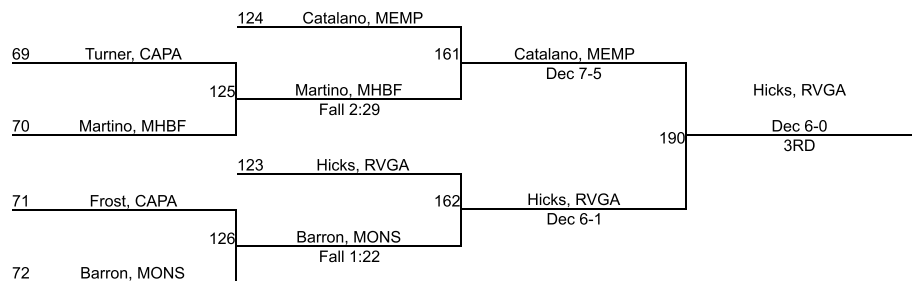 124 Catalano, MEMP
69 Turner, CAPA
161 Catalano, MEMP
Dec 7-5
125 Martino, MHBF
Fall 2:29
Hicks, RVGA
70 Martino, MHBF
190 Dec 6-0
3RD
123 Hicks, RVGA
71 Frost, CAPA
162 Hicks, RVGA
Dec 6-1
126 Barron, MONS
Fall 1:22
72 Barron, MONS